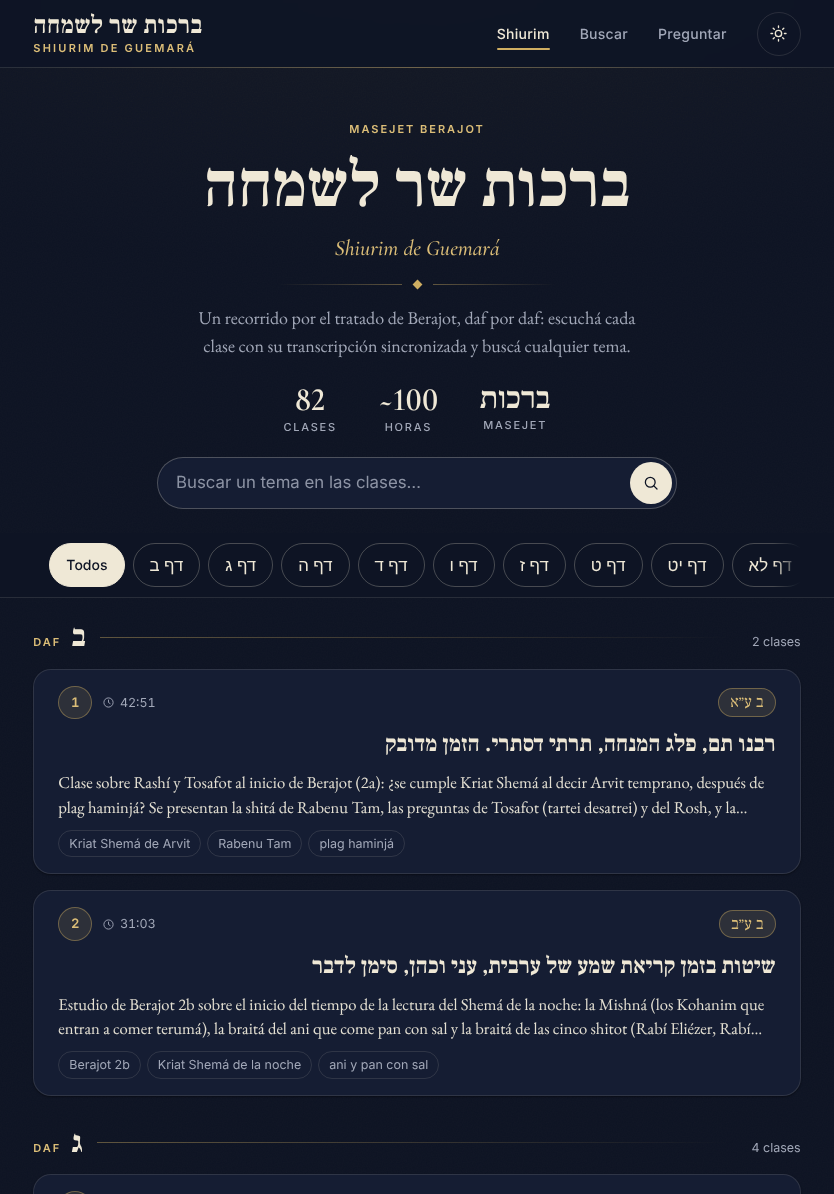 ברכות שר לשמחה
SHIURIM DE GUEMARÁ
Shiurim Buscar Preguntar
MASEJET BERAJOT
ברכות שר לשמחה
Shiurim de Guemará
Un recorrido por el tratado de Berajot, daf por daf: escuchá cada
clase con su transcripción sincronizada y buscá cualquier tema.
82 ~100 ברכות
CLASES HORAS MASEJET
Buscar un tema en las clases...
Todos
דף ב
דף ג
דף ה
דף ד
דף ו
דף ז
דף ט
דף יט
דף לא
DAF ב 2 clases
1 42:51 ב ע״א
רבנו תם, פלג המנחה, תרתי דסתרי. הזמן מדובק
Clase sobre Rashí y Tosafot al inicio de Berajot (2a): ¿se cumple Kriat Shemá al decir Arvit temprano, después de
plag haminjá? Se presentan la shitá de Rabenu Tam, las preguntas de Tosafot (tartei desatrei) y del Rosh, y la...
Kriat Shemá de Arvit Rabenu Tam plag haminjá
2 31:03 ב ע״ב
שיטות בזמן קריאת שמע של ערבית, עני וכהן, סימן לדבר
Estudio de Berajot 2b sobre el inicio del tiempo de la lectura del Shemá de la noche: la Mishná (los Kohanim que
entran a comer terumá), la braitá del ani que come pan con sal y la braitá de las cinco shitot (Rabí Eliézer, Rabí...
Berajot 2b Kriat Shemá de la noche ani y pan con sal
DAF ג 4 clases